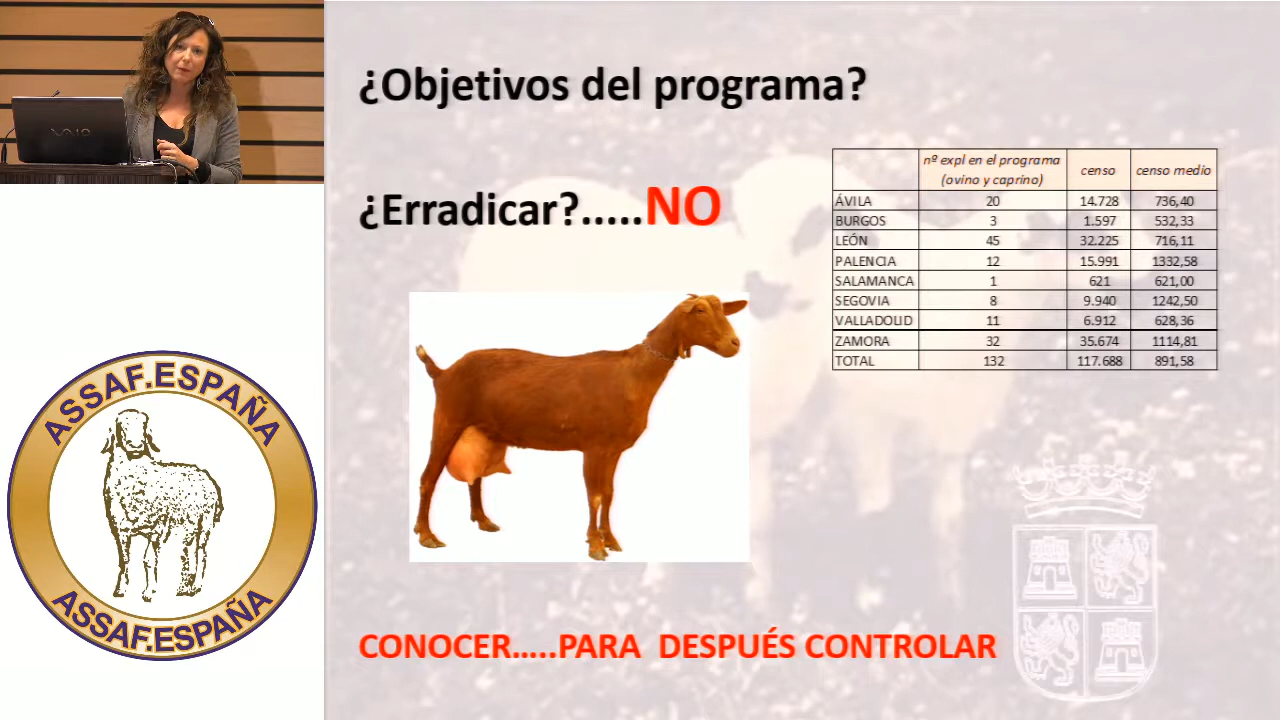 ¿Objetivos del programa?
¿Erradicar?.....NO
nº expl en el programa (ovino y caprino) censo censo medio
ÁVILA 20 14.728 736,40
BURGOS 3 1.597 532,33
LEÓN 45 32.225 716,11
PALENCIA 12 15.991 1332,58
SALAMANCA 1 621 621,00
SEGOVIA 8 9.940 1242,50
VALLADOLID 11 6.912 628,36
ZAMORA 32 35.674 1114,81
TOTAL 132 117.688 891,58
CONOCER.....PARA DESPUÉS CONTROLAR
VAIO
ASSAF.ESPAÑA
ASSAF.ESPAÑA